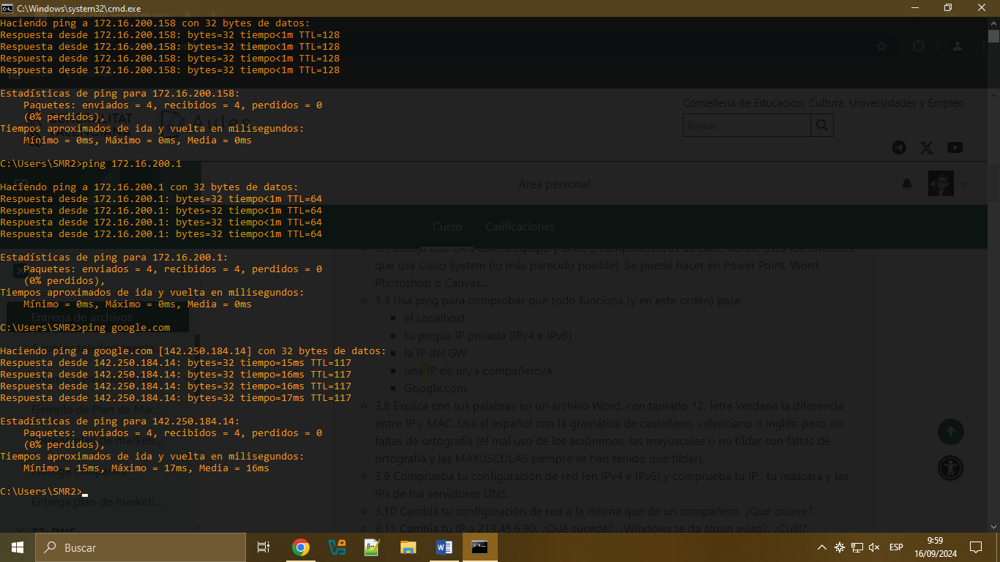 C:\Windows\system32\cmd.exe
Haciendo ping a 172.16.200.158 con 32 bytes de datos:
Respuesta desde 172.16.200.158: bytes=32 tiempo<1m TTL=128
Respuesta desde 172.16.200.158: bytes=32 tiempo<1m TTL=128
Respuesta desde 172.16.200.158: bytes=32 tiempo<1m TTL=128
Respuesta desde 172.16.200.158: bytes=32 tiempo<1m TTL=128
Estadísticas de ping para 172.16.200.158:
Paquetes: enviados = 4, recibidos = 4, perdidos = 0
(0% perdidos),
Tiempos aproximados de ida y vuelta en milisegundos:
Mínimo = 0ms, Máximo = 0ms, Media = 0ms
C:\Users\SMR2>ping 172.16.200.1
Haciendo ping a 172.16.200.1 con 32 bytes de datos:
Respuesta desde 172.16.200.1: bytes=32 tiempo<1m TTL=64
Respuesta desde 172.16.200.1: bytes=32 tiempo<1m TTL=64
Respuesta desde 172.16.200.1: bytes=32 tiempo<1m TTL=64
Respuesta desde 172.16.200.1: bytes=32 tiempo<1m TTL=64
Estadísticas de ping para 172.16.200.1:
Paquetes: enviados = 4, recibidos = 4, perdidos = 0
(0% perdidos),
Tiempos aproximados de ida y vuelta en milisegundos:
Mínimo = 0ms, Máximo = 0ms, Media = 0ms
C:\Users\SMR2>ping google.com
Haciendo ping a google.com [142.250.184.14] con 32 bytes de datos:
Respuesta desde 142.250.184.14: bytes=32 tiempo=15ms TTL=117
Respuesta desde 142.250.184.14: bytes=32 tiempo=16ms TTL=117
Respuesta desde 142.250.184.14: bytes=32 tiempo=16ms TTL=117
Respuesta desde 142.250.184.14: bytes=32 tiempo=17ms TTL=117
Estadísticas de ping para 142.250.184.14:
Paquetes: enviados = 4, recibidos = 4, perdidos = 0
(0% perdidos),
Tiempos aproximados de ida y vuelta en milisegundos:
Mínimo = 15ms, Máximo = 17ms, Media = 16ms
C:\Users\SMR2>
Aules
Conselleria de Educación, Cultura, Universidades y Empleo
Buscar...
Área personal
Curso Calificaciones
Entrega de archivos
Ejemplo de Plan de Mar...
Entrega plan de marketi...
Entrega campañas
Entrega plan de marketi...
T2: DNS
3.1 Dibuja una LAN con tu equipo y la de 2 compañeros/as de clase donde uses los símbolos
que usa Cisco System (lo más parecido posible). Se puede hacer en Power Point, Word,
Photoshop o Canvas...
3.3 Usa ping para comprobar que todo funciona (y en este orden) para:
el Localhost
tu propia IP privada (IPv4 e IPv6)
la IP del GW
una IP de un/a compañero/a
Google.com
3.8 Explica con tus palabras en un archivo Word, con tamaño 12, letra Verdana la diferencia
entre IP y MAC. Usa el español con la gramática de castellano, valenciano o inglés; pero sin
faltas de ortografía (el mal uso de los acrónimos, las mayúsculas o no tildar son faltas de
ortografía y las MAYÚSCULAS siempre se han tenido que tildar).
3.9 Comprueba tu configuración de red (en IPv4 e IPv6) y comprueba tu IP,, tu máscara y las
IPs de tus servidores DNS.
3.10 Cambia tu configuración de red a la misma que de un compañero. ¿Qué ocurre?.
3.11 Cambia tu IP a 213.45.6.90. ¿Qué sucede?. ¿Windows te da algún aviso?. ¿Cuál?.
Buscar
ESP
9:59
16/09/2024